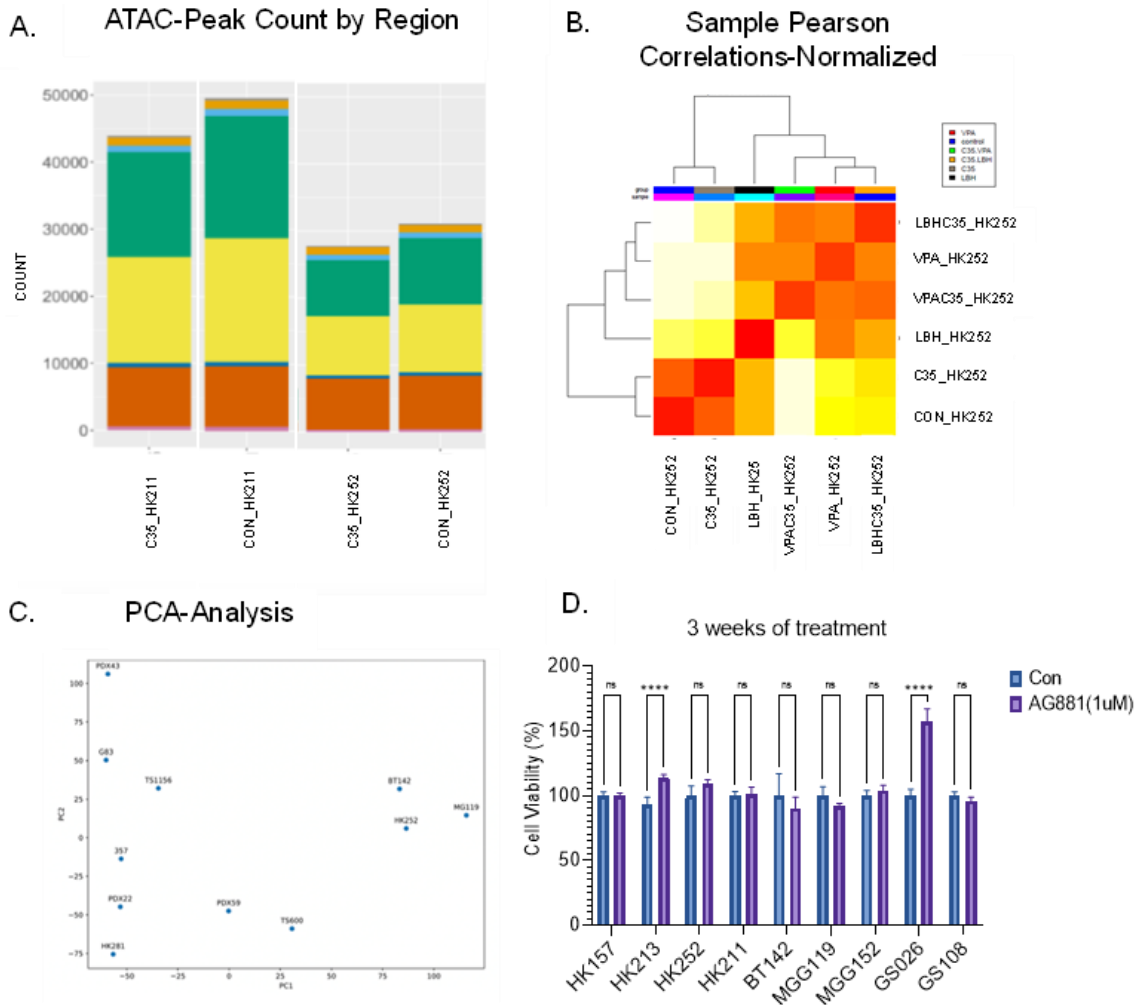 A.
ATAC-Peak Count by Region
50000
40000
30000
20000
10000
0
COUNT
C35_HK211
CON_HK211
C35_HK252
CON_HK252
B.
Sample Pearson
Correlations-Normalized
VPA
control
C35.VPA
C35.LBH
C35
LBH
group
sample
LBHC35_HK252
VPA_HK252
VPAC35_HK252
LBH_HK252
C35_HK252
CON_HK252
CON_HK252
C35_HK252
LBH_HK25
VPAC35_HK252
VPA_HK252
LBHC35_HK252
C.
PCA-Analysis
PDX43
G83
TS1156
BT142
MG119
HK252
357
PDX22
PDX59
TS600
HK281
100
75
50
25
0
−25
−50
−75
PC2
−50
−25
0
25
50
75
100
PC1
D.
3 weeks of treatment
Con
AG881(1uM)
200
150
100
50
0
Cell Viability (%)
ns
****
ns
ns
ns
ns
ns
****
ns
HK157
HK213
HK252
HK211
BT142
MGG119
MGG152
GS026
GS108